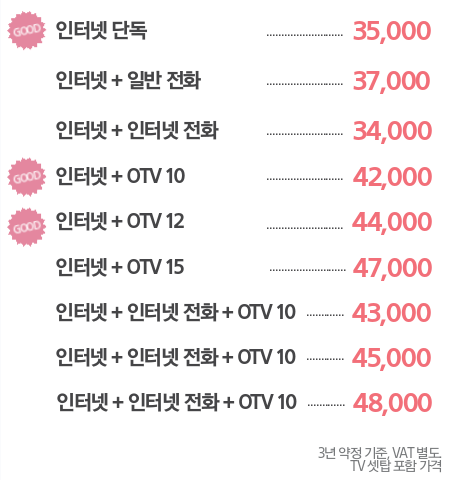 GOOD 인터넷 단독 ........................... 35,000
인터넷 + 일반 전화 ........................... 37,000
인터넷 + 인터넷 전화 ........................... 34,000
GOOD 인터넷 + OTV 10 ........................... 42,000
GOOD 인터넷 + OTV 12 ........................... 44,000
인터넷 + OTV 15 ........................... 47,000
인터넷 + 인터넷 전화 + OTV 10 ............. 43,000
인터넷 + 인터넷 전화 + OTV 10 ............. 45,000
인터넷 + 인터넷 전화 + OTV 10 ............. 48,000
3년 약정 기준, VAT 별도.
TV 셋탑 포함 가격